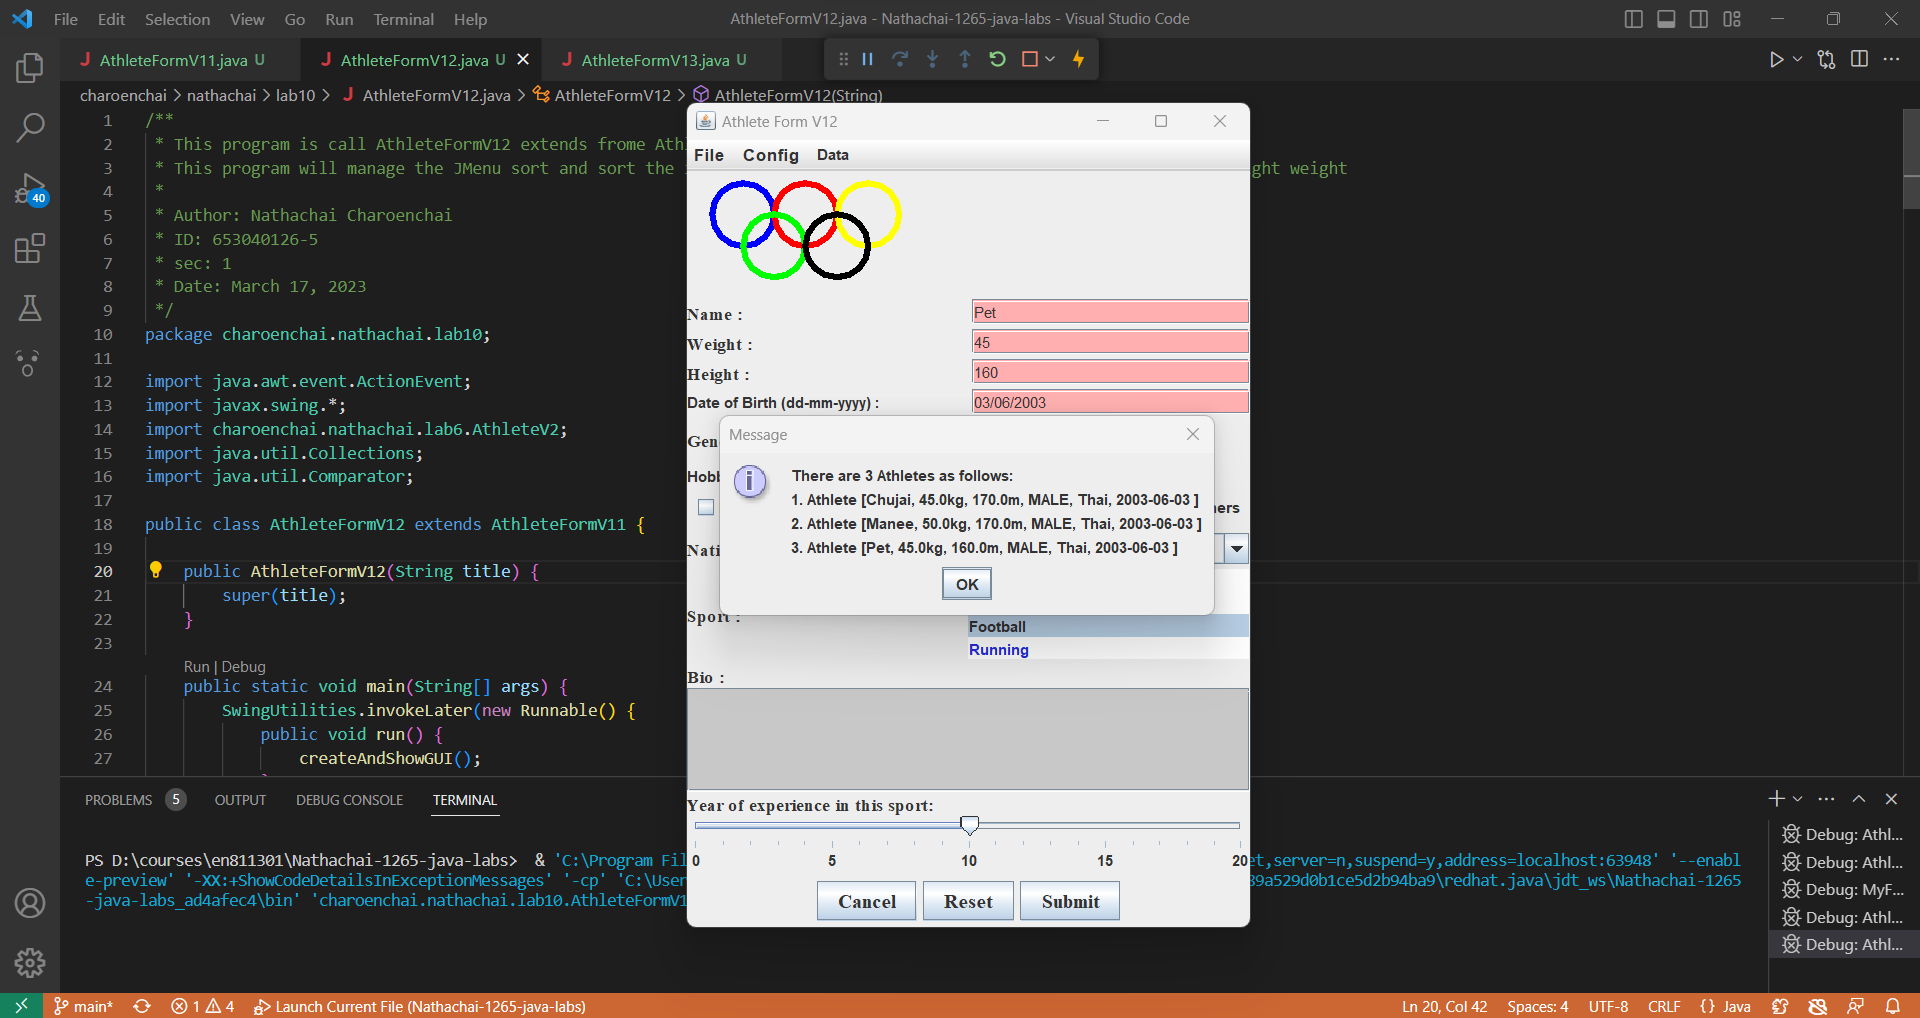 File Edit Selection View Go Run Terminal Help
AthleteFormV12.java - Nathachai-1265-java-labs - Visual Studio Code
J AthleteFormV11.java U
J AthleteFormV12.java U
J AthleteFormV13.java U
charoenchai > nathachai > lab10 > J AthleteFormV12.java > AthleteFormV12 > AthleteFormV12(String)
40
1 /**
2 * This program is call AthleteFormV12 extends frome Ath
3 * This program will manage the JMenu sort and sort the
ght weight
4 *
5 * Author: Nathachai Charoenchai
6 * ID: 653040126-5
7 * sec: 1
8 * Date: March 17, 2023
9 */
10 package charoenchai.nathachai.lab10;
11
12 import java.awt.event.ActionEvent;
13 import javax.swing.*;
14 import charoenchai.nathachai.lab6.AthleteV2;
15 import java.util.Collections;
16 import java.util.Comparator;
17
18 public class AthleteFormV12 extends AthleteFormV11 {
19
20 public AthleteFormV12(String title) {
21 super(title);
22 }
23
Run | Debug
24 public static void main(String[] args) {
25 SwingUtilities.invokeLater(new Runnable() {
26 public void run() {
27 createAndShowGUI();
Athlete Form V12
File Config Data
Name : Pet
Weight : 45
Height : 160
Date of Birth (dd-mm-yyyy) : 03/06/2003
Gen
Hobb
ners
Nati
Message
There are 3 Athletes as follows:
1. Athlete [Chujai, 45.0kg, 170.0m, MALE, Thai, 2003-06-03 ]
2. Athlete [Manee, 50.0kg, 170.0m, MALE, Thai, 2003-06-03 ]
3. Athlete [Pet, 45.0kg, 160.0m, MALE, Thai, 2003-06-03 ]
OK
Sport :
Football
Running
Bio :
Year of experience in this sport:
0 5 10 15 20
Cancel Reset Submit
PROBLEMS 5 OUTPUT DEBUG CONSOLE TERMINAL
PS D:\courses\en811301\Nathachai-1265-java-labs> & 'C:\Program Fil
et,server=n,suspend=y,address=localhost:63948' '--enabl
e-preview' '-XX:+ShowCodeDetailsInExceptionMessages' '-cp' 'C:\User
89a529d0b1ce5d2b94ba9\redhat.java\jdt_ws\Nathachai-1265
-java-labs_ad4afec4\bin' 'charoenchai.nathachai.lab10.AthleteFormV1
Debug: Athl...
Debug: Athl...
Debug: MyF...
Debug: Athl...
Debug: Athl...
main* 1 4 Launch Current File (Nathachai-1265-java-labs)
Ln 20, Col 42 Spaces: 4 UTF-8 CRLF {} Java